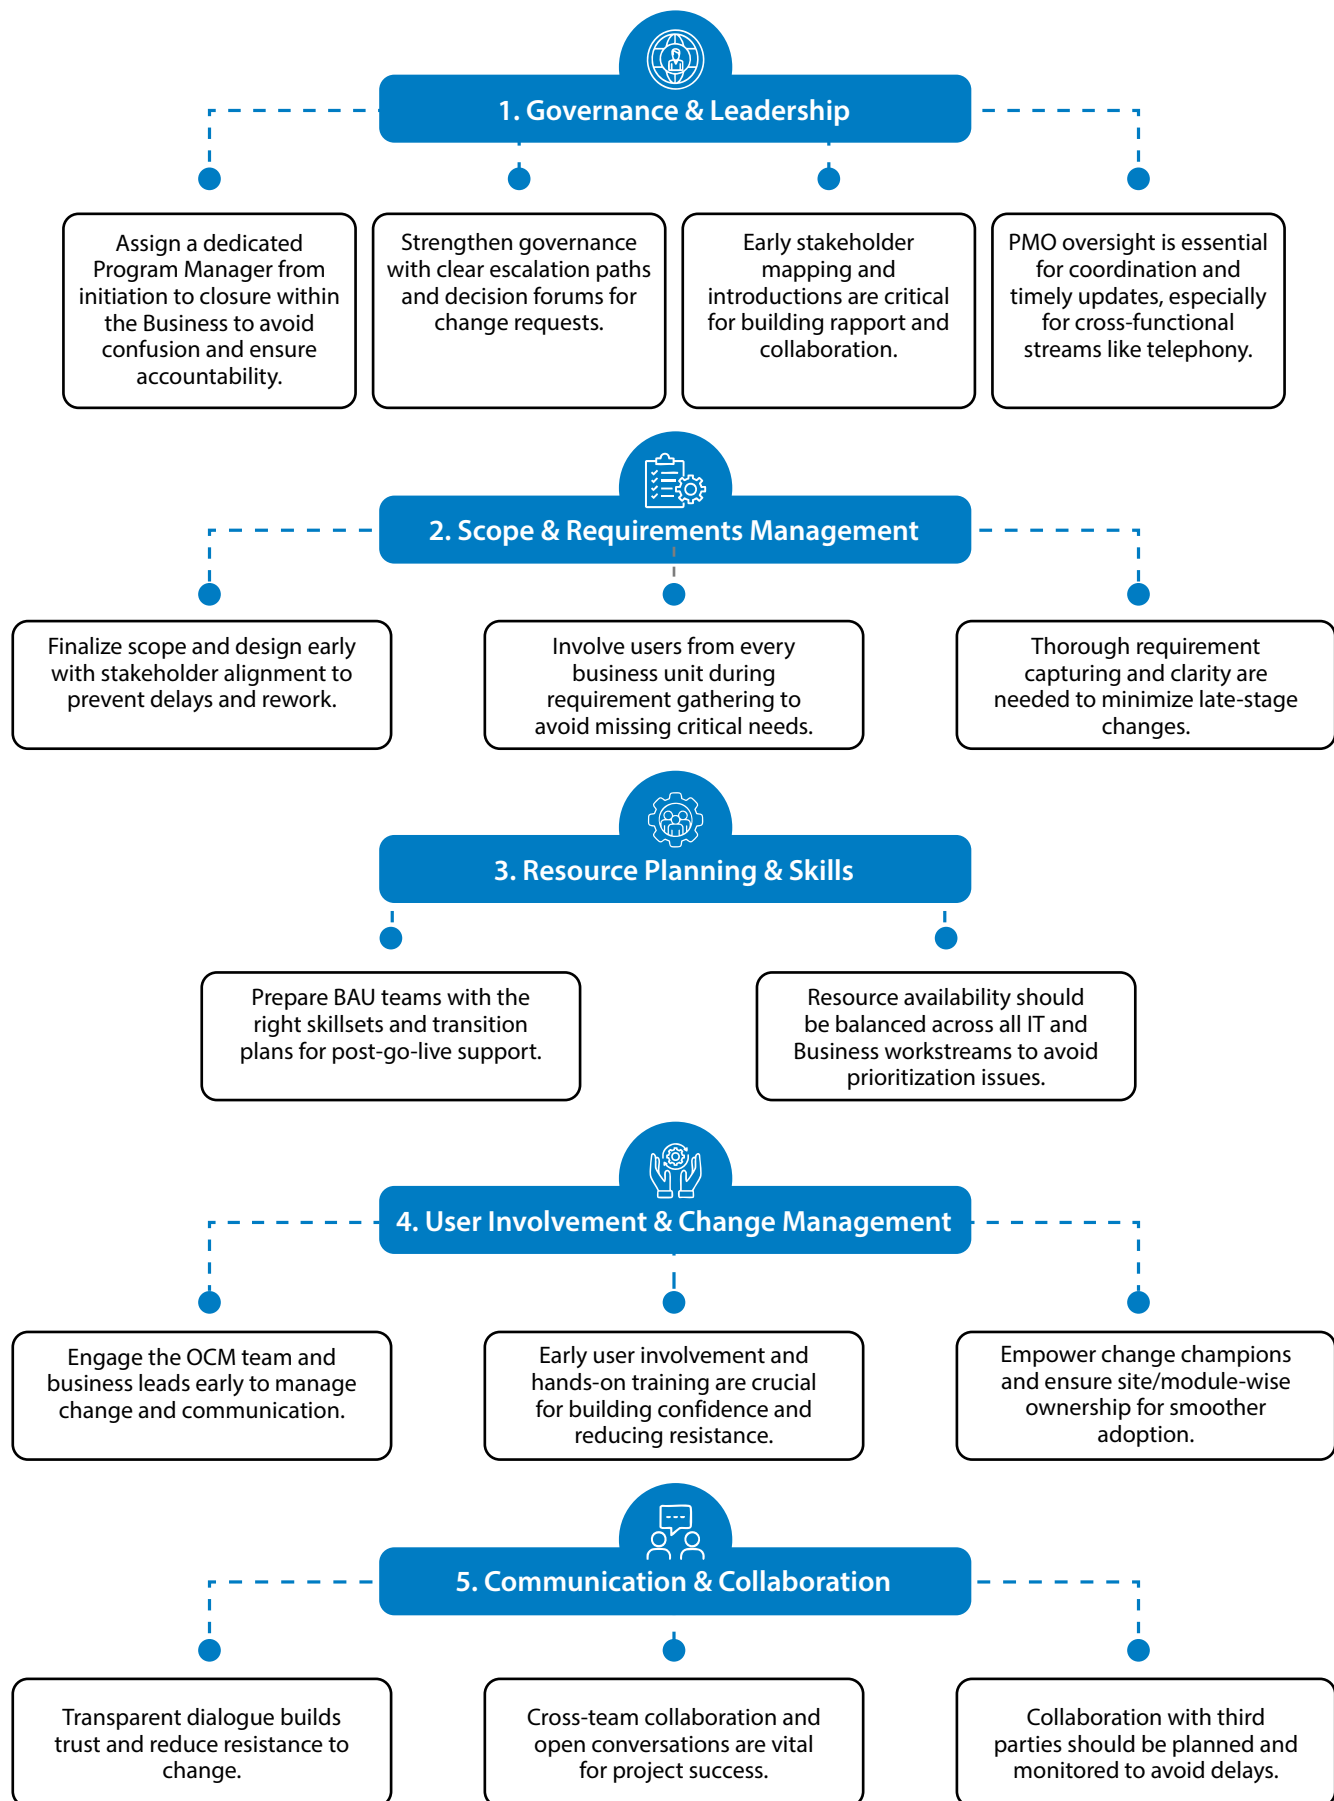 1. Governance & Leadership
Assign a dedicated
Program Manager from
initiation to closure within
the Business to avoid
confusion and ensure
accountability.
Strengthen governance
with clear escalation paths
and decision forums for
change requests.
Early stakeholder
mapping and
introductions are critical
for building rapport and
collaboration.
PMO oversight is essential
for coordination and
timely updates, especially
for cross-functional
streams like telephony.
2. Scope & Requirements Management
Finalize scope and design early
with stakeholder alignment to
prevent delays and rework.
Involve users from every
business unit during
requirement gathering to
avoid missing critical needs.
Thorough requirement
capturing and clarity are
needed to minimize late-stage
changes.
3. Resource Planning & Skills
Prepare BAU teams with the
right skillsets and transition
plans for post-go-live support.
Resource availability should
be balanced across all IT and
Business workstreams to avoid
prioritization issues.
4. User Involvement & Change Management
Engage the OCM team and
business leads early to manage
change and communication.
Early user involvement and
hands-on training are crucial
for building confidence and
reducing resistance.
Empower change champions
and ensure site/module-wise
ownership for smoother
adoption.
5. Communication & Collaboration
Transparent dialogue builds
trust and reduce resistance to
change.
Cross-team collaboration and
open conversations are vital
for project success.
Collaboration with third
parties should be planned and
monitored to avoid delays.